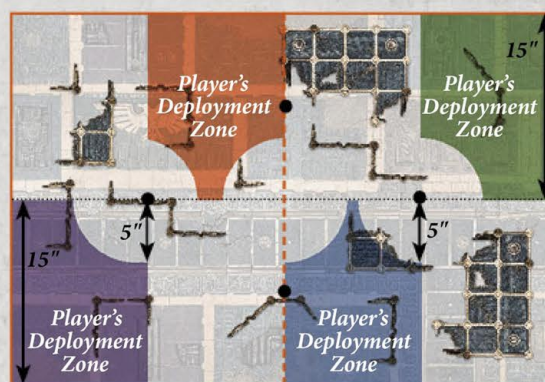 Player's
Deployment
Zone
Player's
Deployment
Zone
15"
5"
5"
15"
Player's
Deployment
Zone
Player's
Deployment
Zone